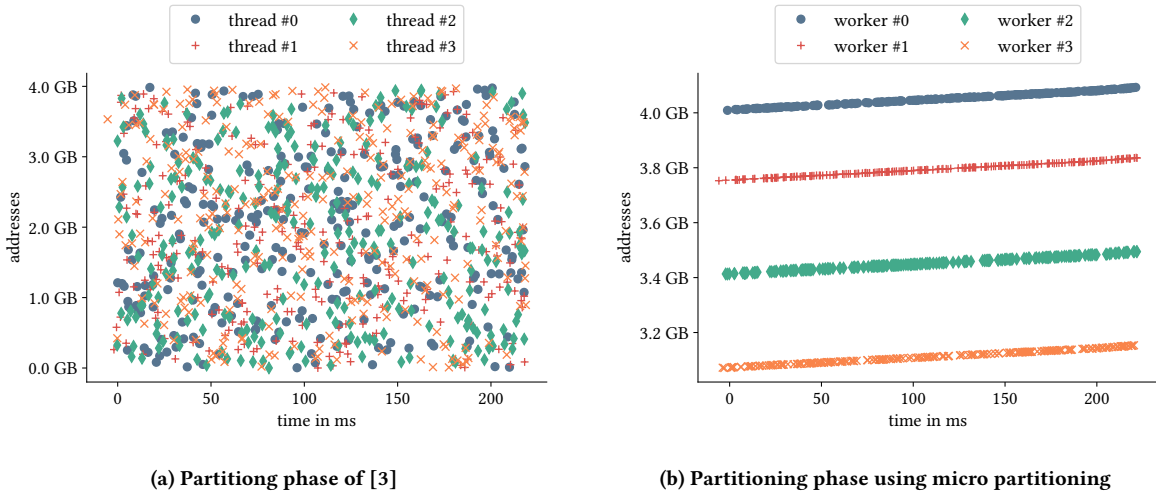 thread #0
thread #2
thread #1
thread #3
4.0 GB
3.0 GB
2.0 GB
1.0 GB
0.0 GB
addresses
0
50
100
150
200
time in ms
(a) Partitiong phase of [3]
worker #0
worker #2
worker #1
worker #3
4.0 GB
3.8 GB
3.6 GB
3.4 GB
3.2 GB
addresses
0
50
100
150
200
time in ms
(b) Partitioning phase using micro partitioning